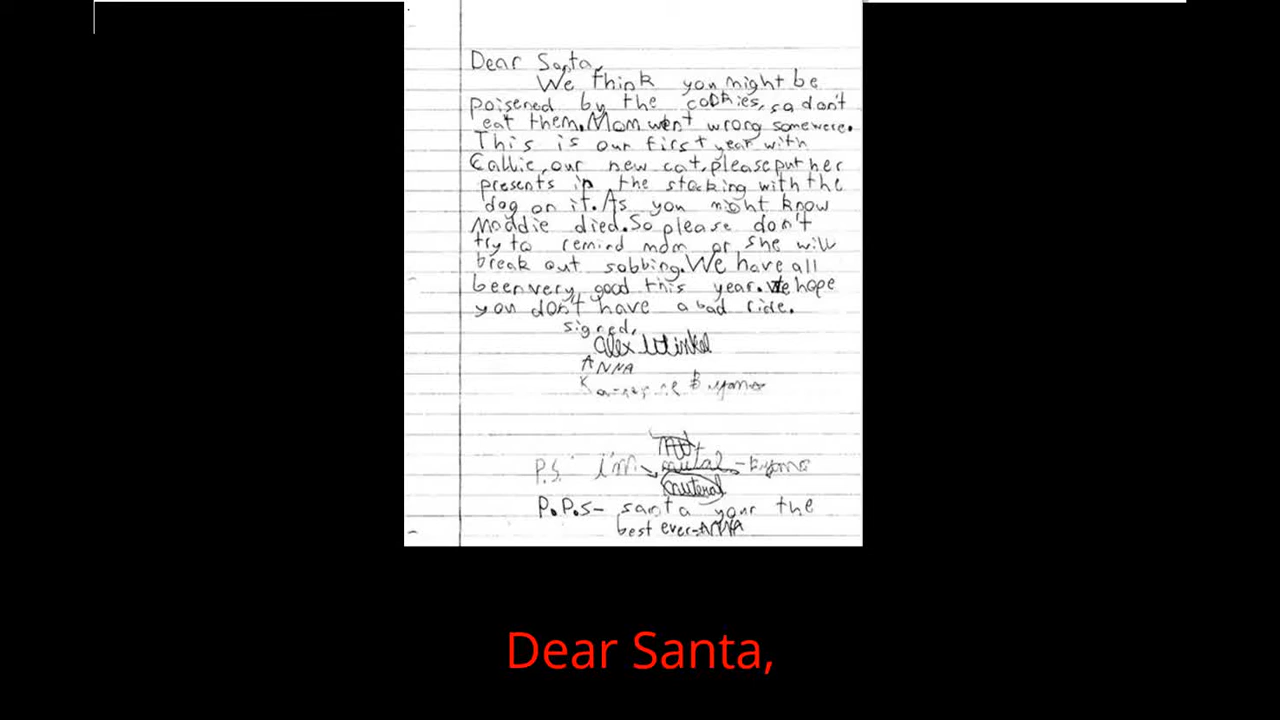 Dear Santa,
We think you might be
poisened by the cookies, so don't
eat them. Mom went wrong somewere.
This is our first year with
Callie, our new cat, please put her
presents in the stocking with the
dog on it. As you might know
Maddie died. So please don't
try to remind mom or she will
break out sobbing. We have all
been very good this year. We hope
you don't have a bad ride.
signed,
Alex
ANNA
P.S. I'm
P.P.S- santa your the
best ever-ANNA
Dear Santa,